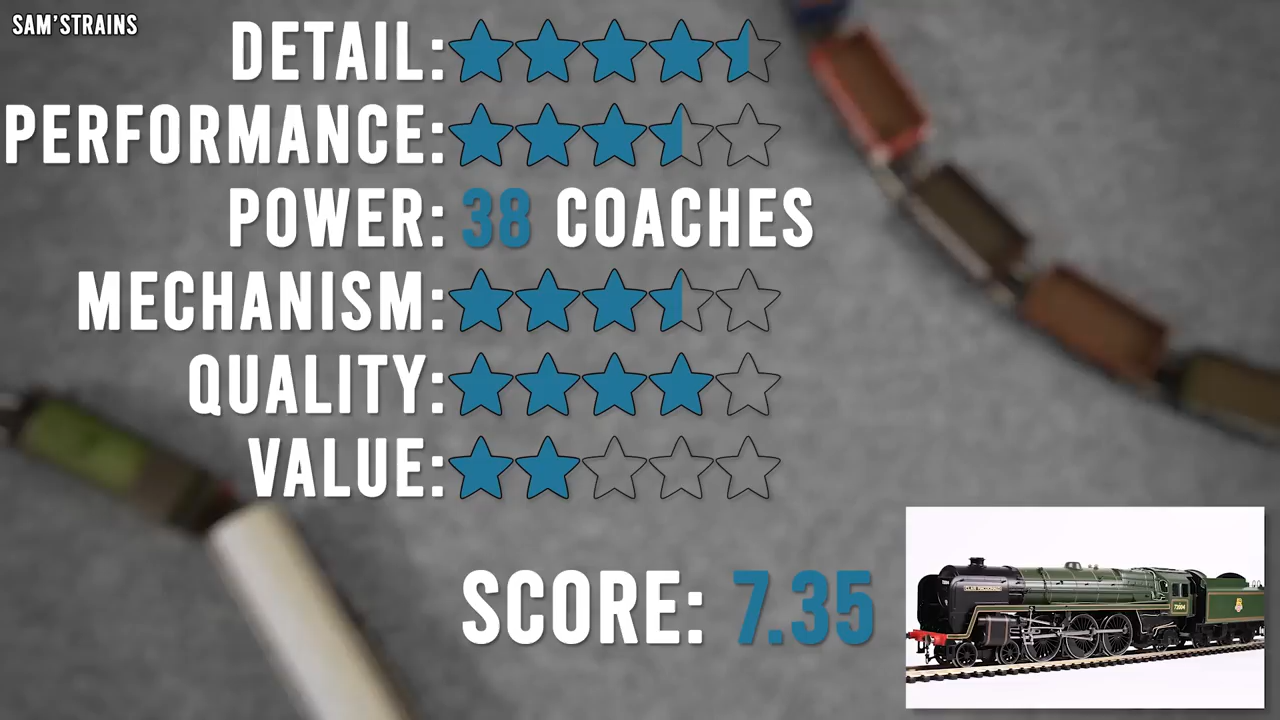 SAM'STRAINS
DETAIL:
PERFORMANCE:
POWER: 38 COACHES
MECHANISM:
QUALITY:
VALUE:
SCORE: 7.35